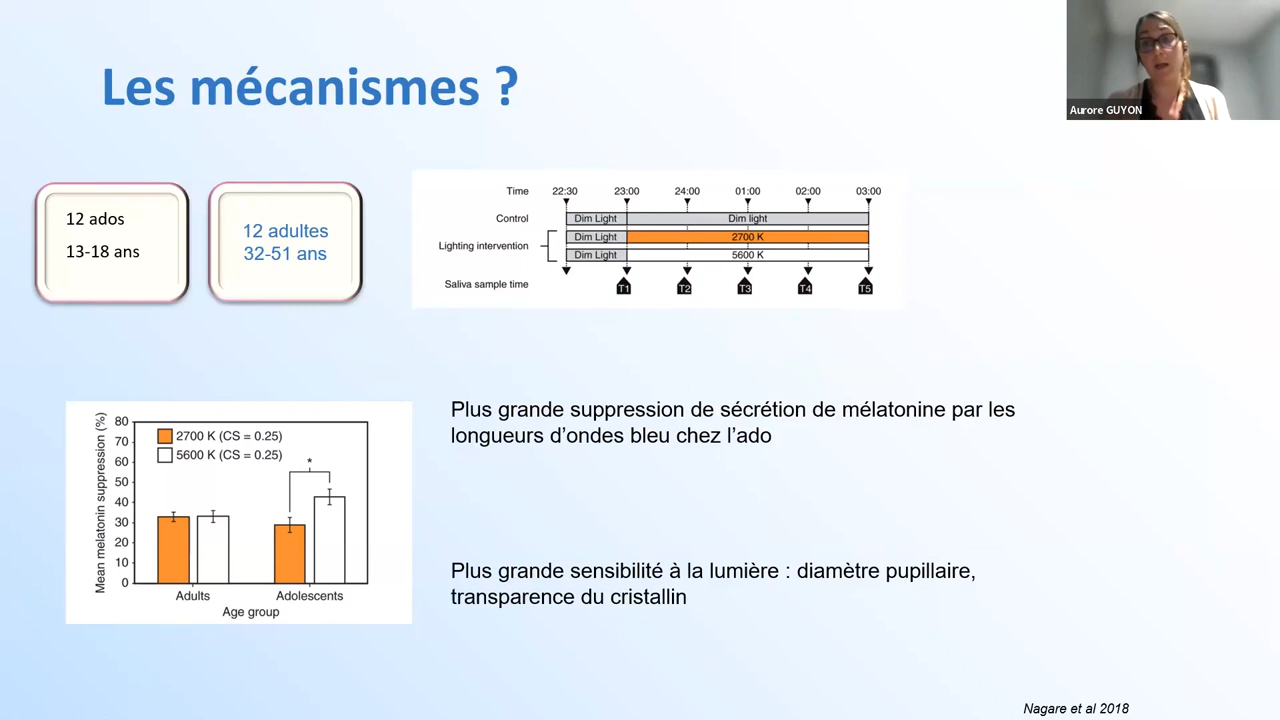 Les mécanismes ?
Aurore GUYON
12 ados
13-18 ans
12 adultes
32-51 ans
Time 22:30 23:00 24:00 01:00 02:00 03:00
Control Dim Light Dim light
Lighting intervention
Dim Light 2700 K
Dim Light 5600 K
Saliva sample time T1 T2 T3 T4 T5
Mean melatonin suppression (%)
80
70
60
50
40
30
20
10
0
2700 K (CS = 0.25)
5600 K (CS = 0.25)
*
Adults Adolescents
Age group
Plus grande suppression de sécrétion de mélatonine par les
longueurs d’ondes bleu chez l’ado
Plus grande sensibilité à la lumière : diamètre pupillaire,
transparence du cristallin
Nagare et al 2018